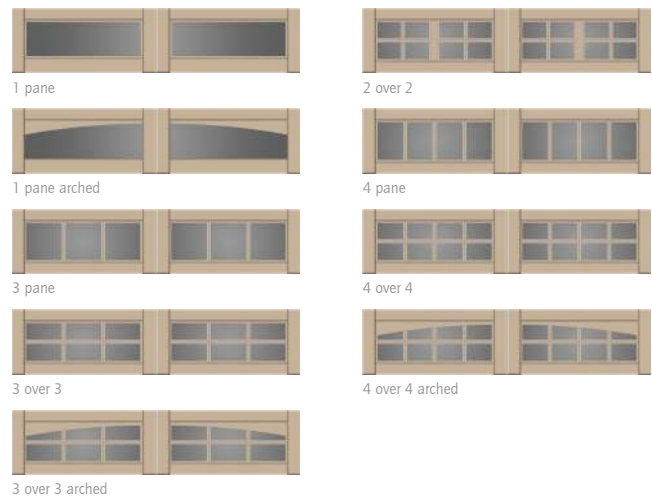 1 pane
2 over 2
1 pane arched
4 pane
3 pane
4 over 4
3 over 3
4 over 4 arched
3 over 3 arched